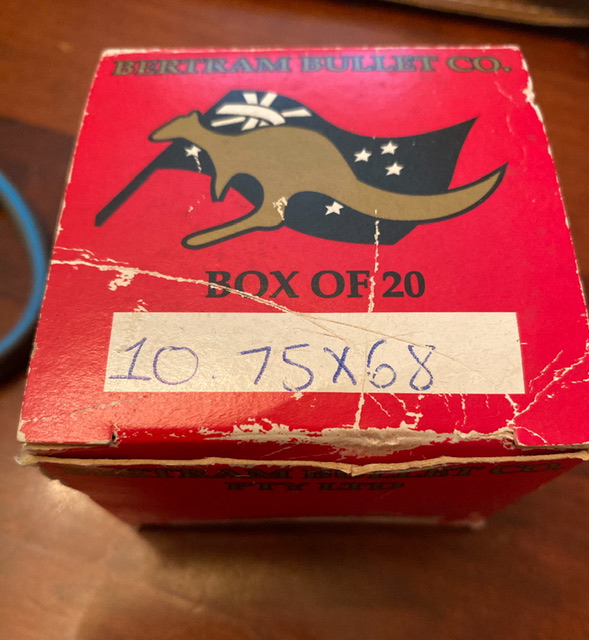 BERTRAM BULLET CO.
BOX OF 20
10.75X68
BERTRAM BULLET CO.
PTY LTD